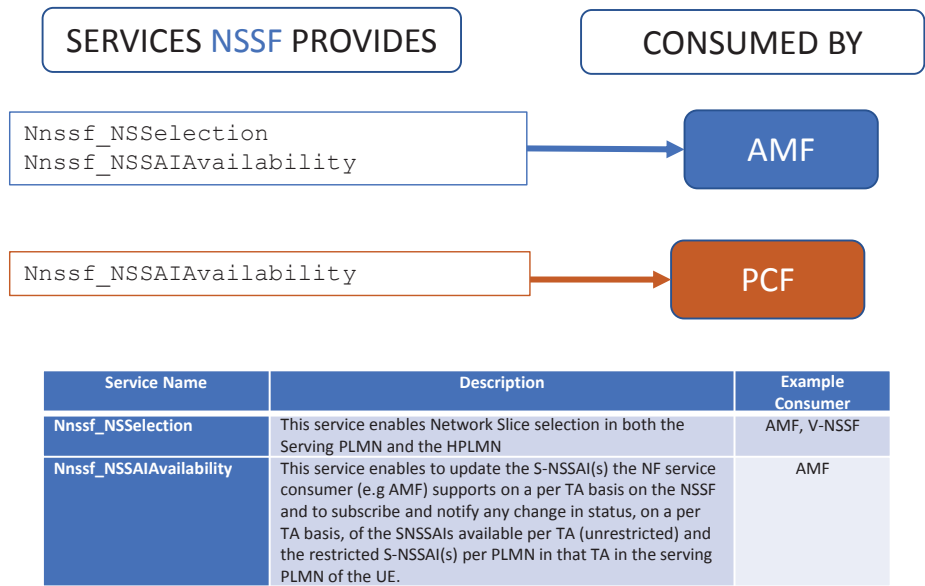 SERVICES NSSF PROVIDES
CONSUMED BY
Nnssf_NSSelection
Nnssf_NSSAIAvailability
AMF
Nnssf_NSSAIAvailability
PCF
Service Name
Description
Example
Consumer
Nnssf_NSSelection
This service enables Network Slice selection in both the
Serving PLMN and the HPLMN
AMF, V-NSSF
Nnssf_NSSAIAvailability
This service enables to update the S-NSSAI(s) the NF service
consumer (e.g AMF) supports on a per TA basis on the NSSF
and to subscribe and notify any change in status, on a per
TA basis, of the SNSSAIs available per TA (unrestricted) and
the restricted S-NSSAI(s) per PLMN in that TA in the serving
PLMN of the UE.
AMF